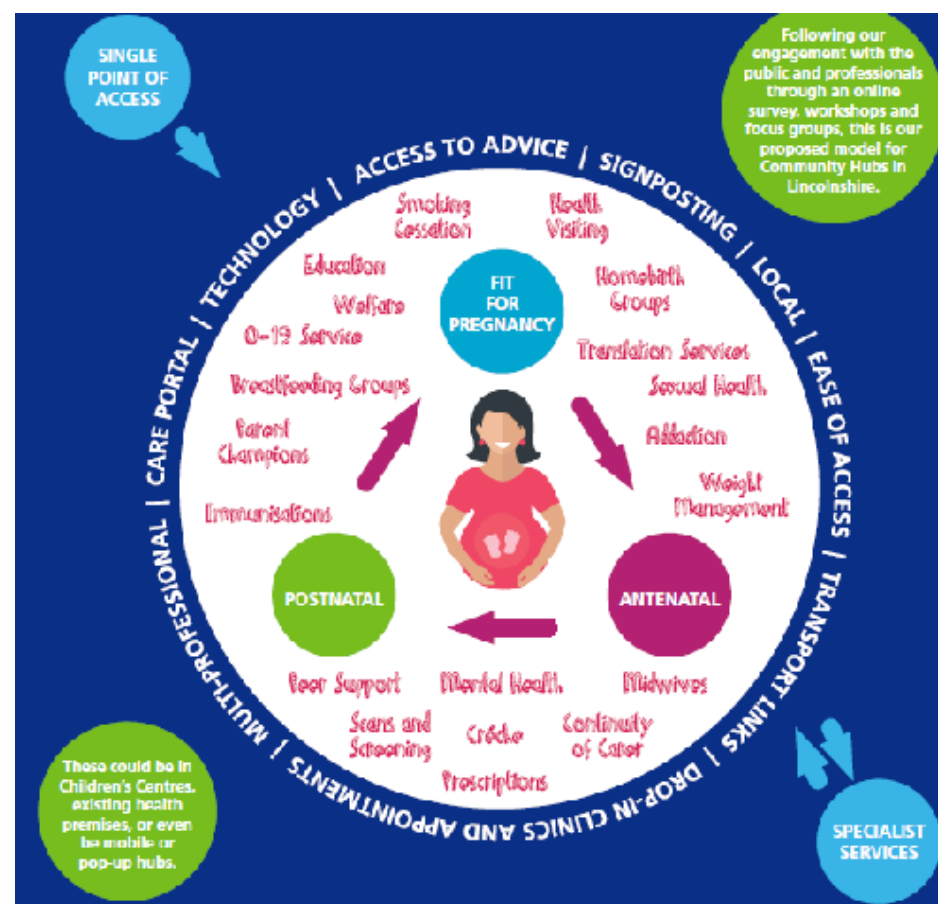 SINGLE
POINT OF
ACCESS
Following our
engagement with the
public and professionals
through an online
survey, workshops and
focus groups, this is our
proposed model for
Community Hubs in
Lincolnshire.
MULTI-PROFESSIONAL | CARE PORTAL | TECHNOLOGY | ACCESS TO ADVICE | SIGNPOSTING | LOCAL | EASE OF ACCESS | TRANSPORT LINKS | DROP-IN CLINICS AND APPOINTMENTS |
Smoking
Cessation
Health
Visiting
Education
Welfare
0-19 Service
Breastfeeding Groups
Parent
Champions
Immunisations
FIT
FOR
PREGNANCY
Homebirth
Groups
Translation Services
Sexual Health
Addiction
Weight
Management
POSTNATAL
ANTENATAL
Peer Support
Mental Health
Midwives
Scans and
Screening
Crèche
Continuity
of Carer
Prescriptions
These could be in
Children's Centres,
existing health
premises, or even
be mobile or
pop-up hubs.
SPECIALIST
SERVICES